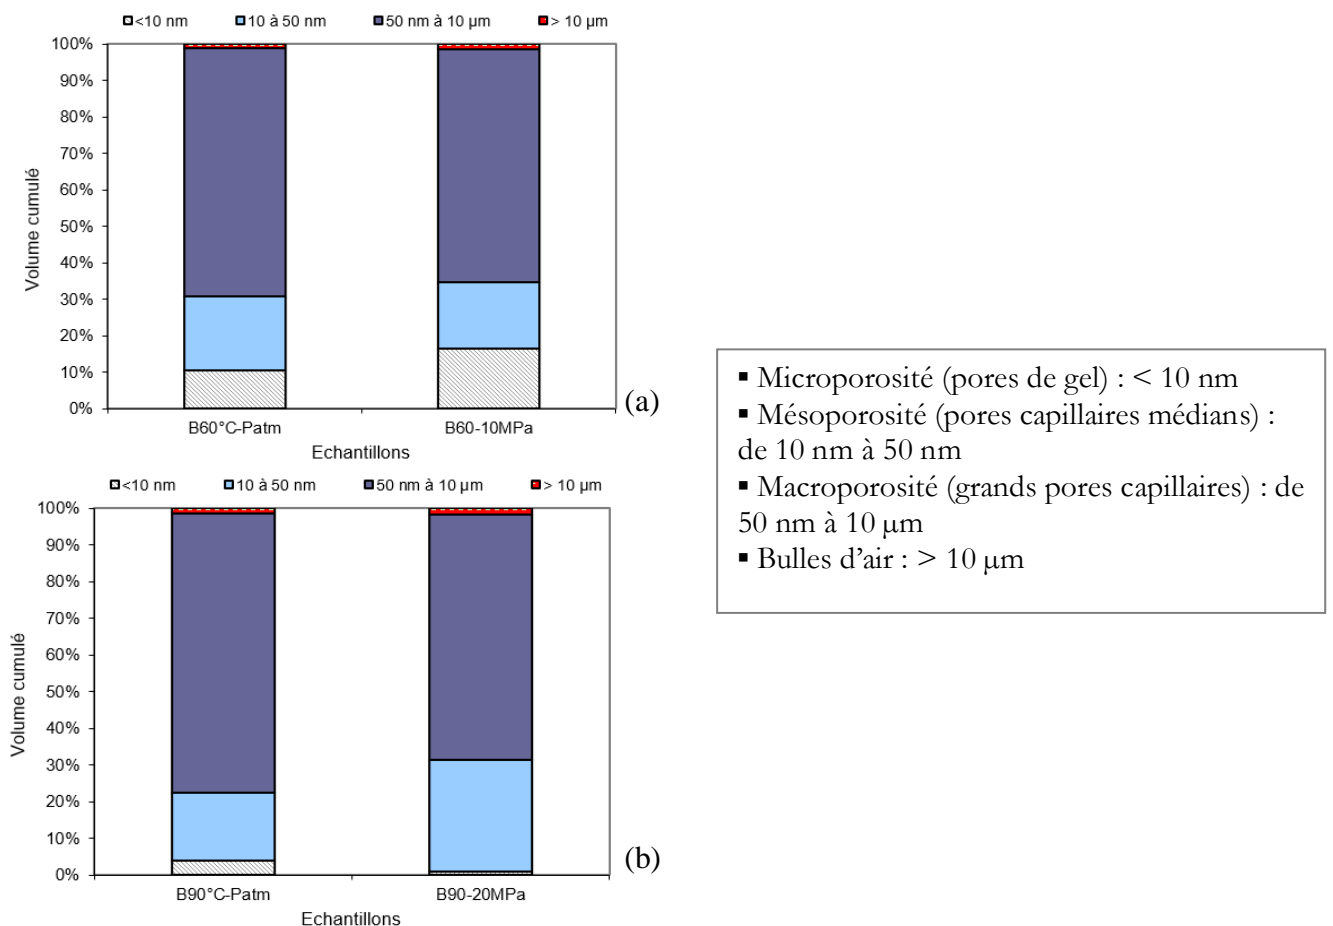 <10 nm 10 à 50 nm 50 nm à 10 µm > 10 µm
100%
90%
80%
70%
60%
50%
40%
30%
20%
10%
0%
Volume cumulé
B60°C-Patm B60-10MPa
Echantillons
(a)
<10 nm 10 à 50 nm 50 nm à 10 µm > 10 µm
100%
90%
80%
70%
60%
50%
40%
30%
20%
10%
0%
Volume cumulé
B90°C-Patm B90-20MPa
Echantillons
(b)
▪ Microporosité (pores de gel) : < 10 nm
▪ Mésoporosité (pores capillaires médians) :
de 10 nm à 50 nm
▪ Macroporosité (grands pores capillaires) : de
50 nm à 10 µm
▪ Bulles d’air : > 10 µm